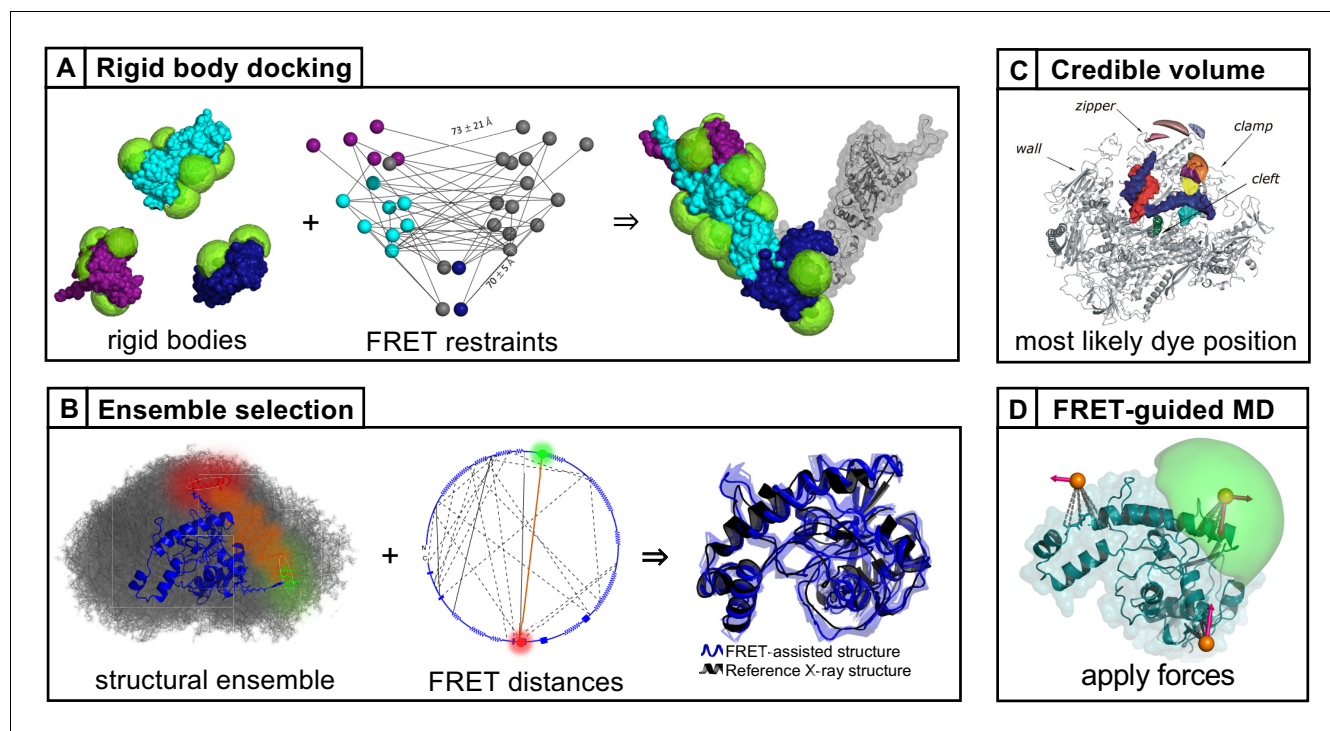 A Rigid body docking
73 ± 21 Å
+
⇒
70 ± 5 Å
rigid bodies
FRET restraints
B Ensemble selection
+
N
C
⇒
FRET-assisted structure
Reference X-ray structure
structural ensemble
FRET distances
C Credible volume
zipper
clamp
wall
cleft
most likely dye position
D FRET-guided MD
apply forces